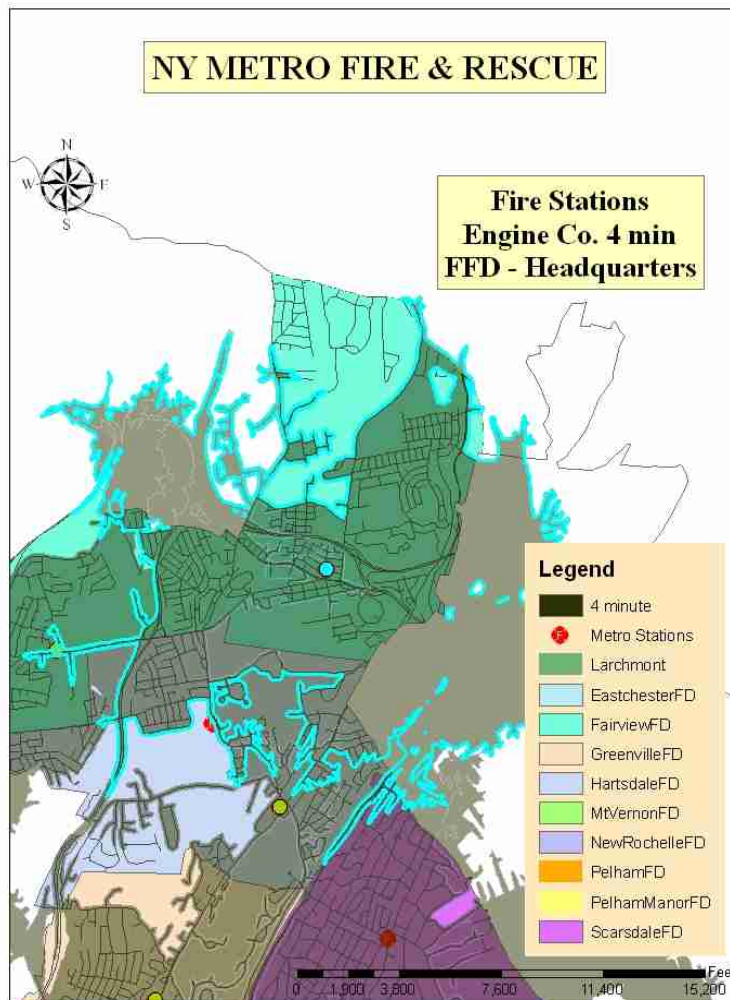 NY METRO FIRE & RESCUE
N
W E
S
Fire Stations
Engine Co. 4 min
FFD - Headquarters
Legend
4 minute
F
Metro Stations
Larchmont
EastchesterFD
FairviewFD
GreenvilleFD
HartsdaleFD
MtVernonFD
NewRochelleFD
PelhamFD
PelhamManorFD
ScarsdaleFD
Fee
0 1,900 3,800 7,600 11,400 15,200